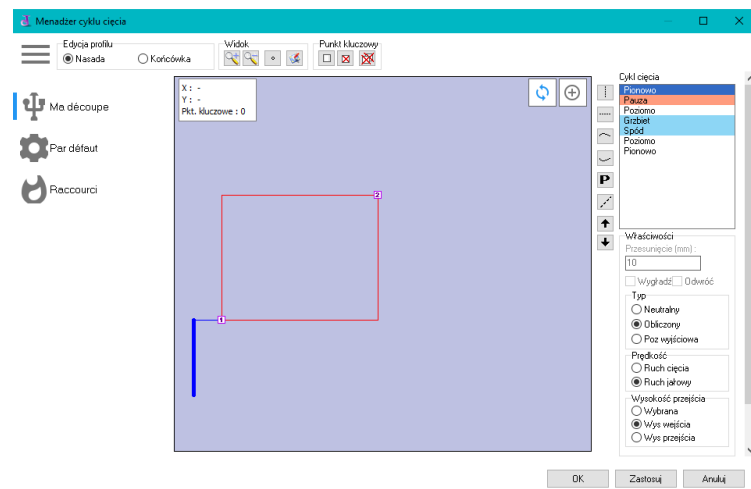 Menadżer cyklu cięcia
Edycja profilu
Nasada
Końcówka
Widok
Punkt kluczowy
Ma découpe
Par défaut
Raccourci
X : -
Y : -
Pkt. kluczowe : 0
2
1
P
Cykl cięcia
Pionowo
Pauza
Poziomo
Grzbiet
Spód
Poziomo
Pionowo
Właściwości
Przesunięcie (mm) :
10
Wygładź
Odwróć
Typ
Neutralny
Obliczony
Poz wyjściowa
Prędkość
Ruch cięcia
Ruch jałowy
Wysokość przejścia
Wybrana
Wys wejścia
Wys przejścia
OK
Zastosuj
Anuluj